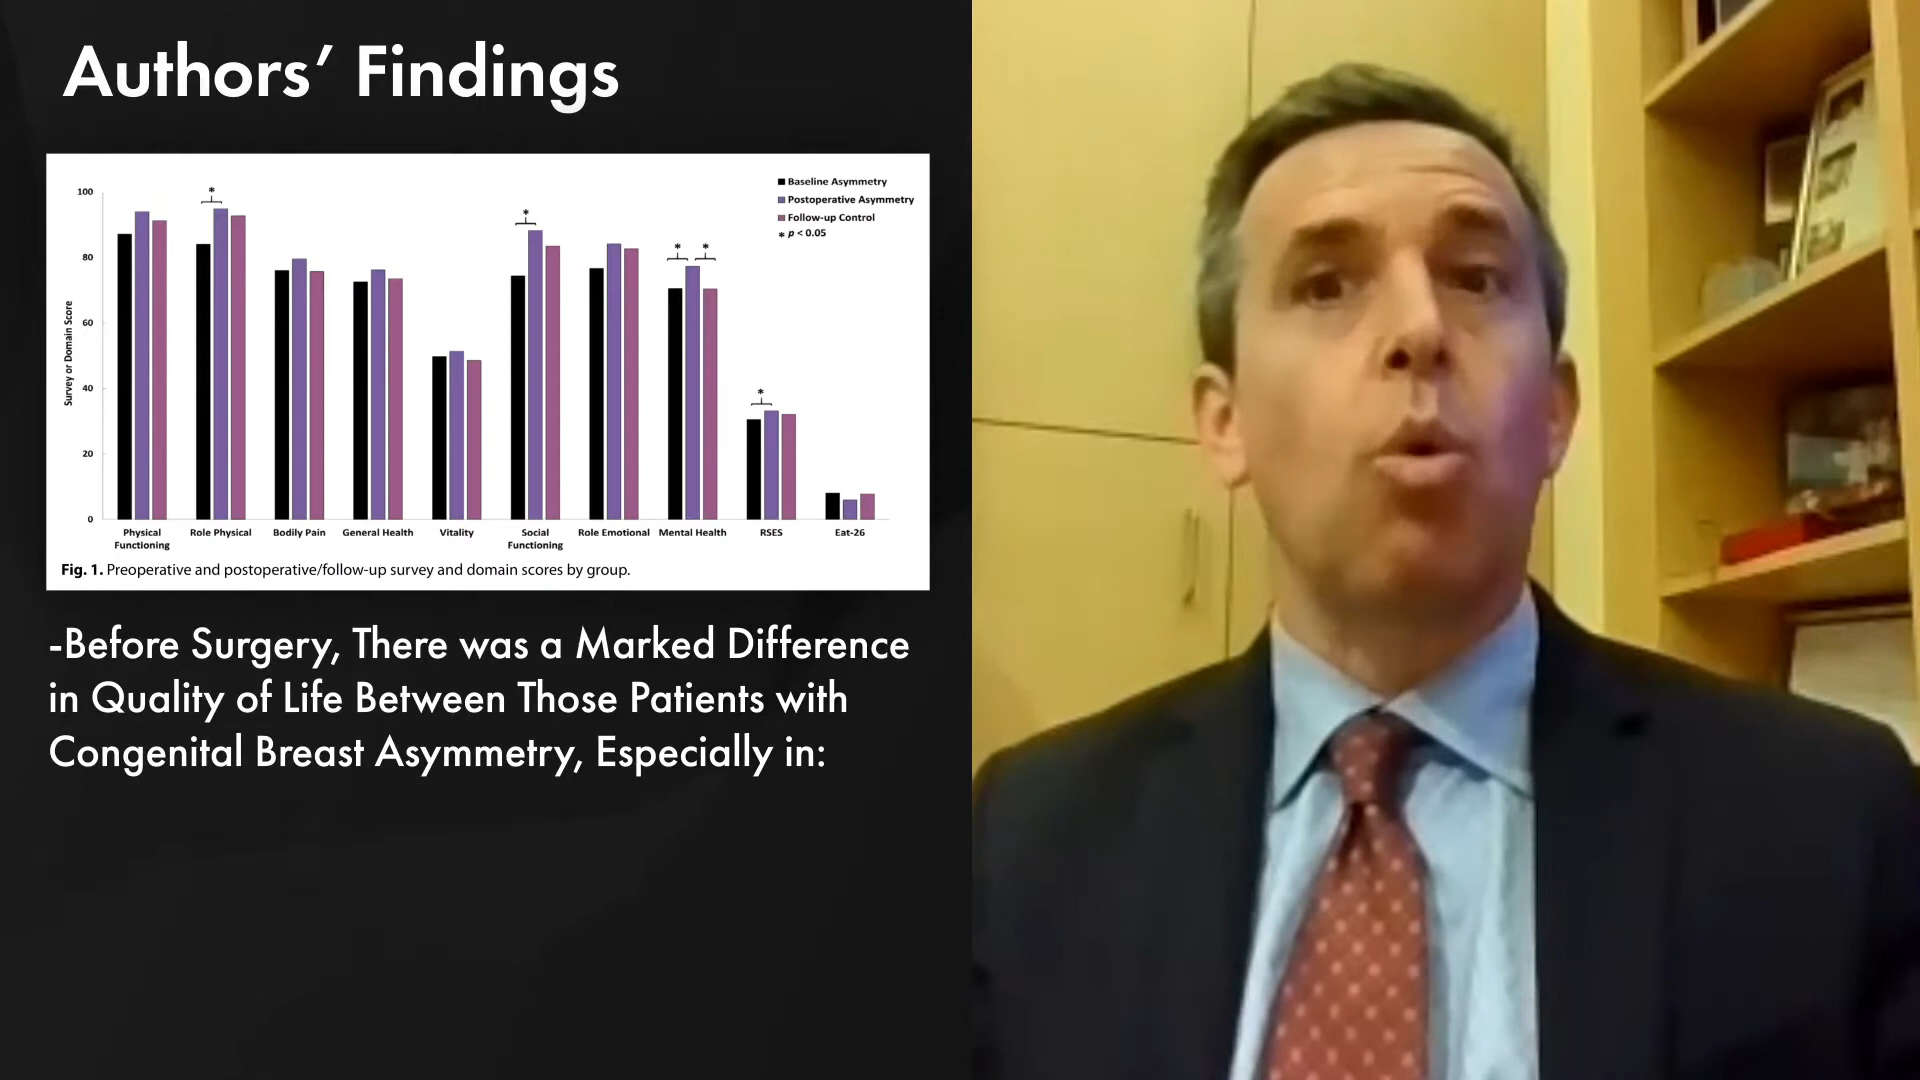 Authors’ Findings
Baseline Asymmetry
Postoperative Asymmetry
Follow-up Control
* p < 0.05
Survey or Domain Score
100
80
60
40
20
0
*
*
* *
*
Physical Functioning
Role Physical
Bodily Pain
General Health
Vitality
Social Functioning
Role Emotional
Mental Health
RSES
Eat-26
Fig. 1. Preoperative and postoperative/follow-up survey and domain scores by group.
-Before Surgery, There was a Marked Difference
in Quality of Life Between Those Patients with
Congenital Breast Asymmetry, Especially in: